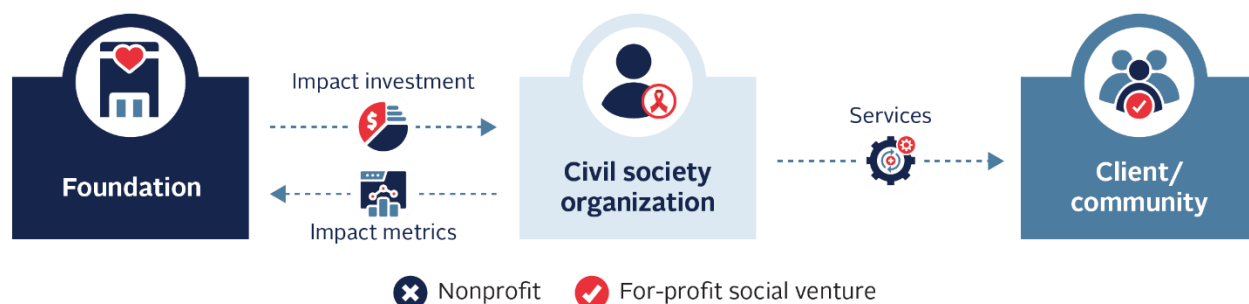 Impact investment
$
Foundation
Impact metrics
Civil society
organization
Services
Client/
community
Nonprofit
For-profit social venture